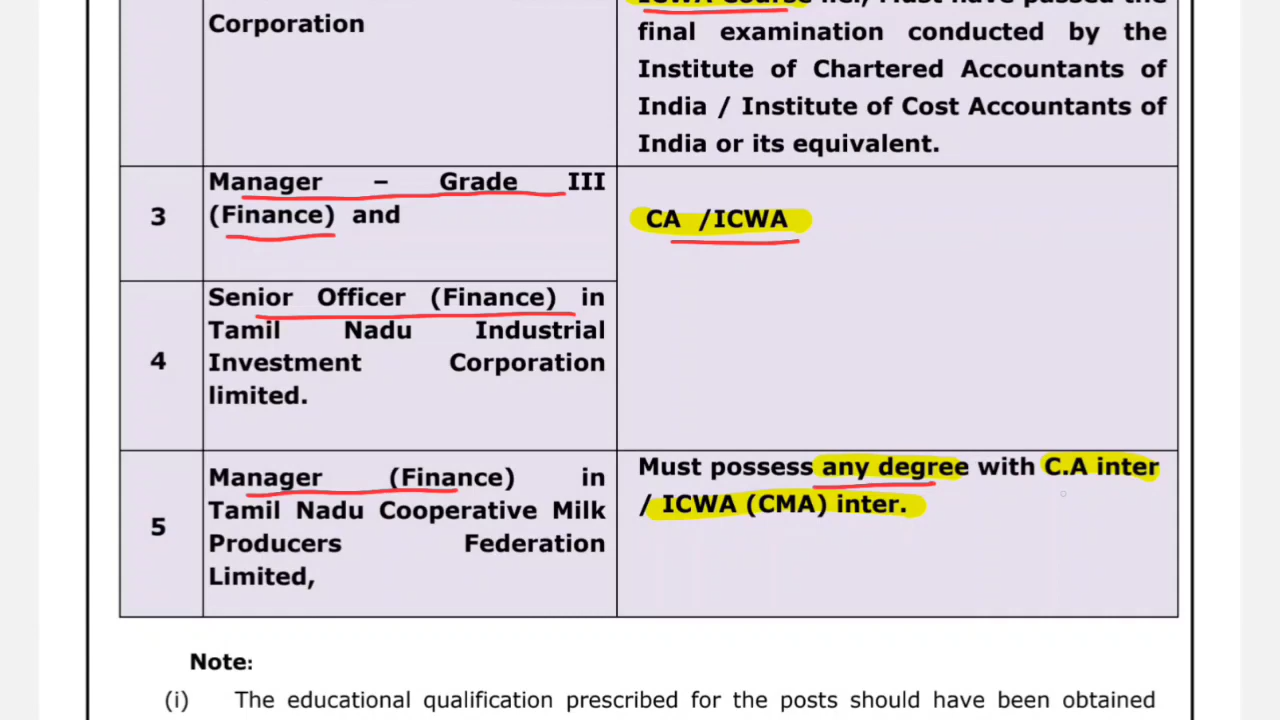 Corporation
ICWA Course
final examination conducted by the
Institute of Chartered Accountants of
India / Institute of Cost Accountants of
India or its equivalent.
3
Manager – Grade III
(Finance) and
CA /ICWA
4
Senior Officer (Finance) in
Tamil Nadu Industrial
Investment Corporation
limited.
5
Manager (Finance) in
Tamil Nadu Cooperative Milk
Producers Federation
Limited,
Must possess any degree with C.A inter
/ ICWA (CMA) inter.
Note:
(i) The educational qualification prescribed for the posts should have been obtained